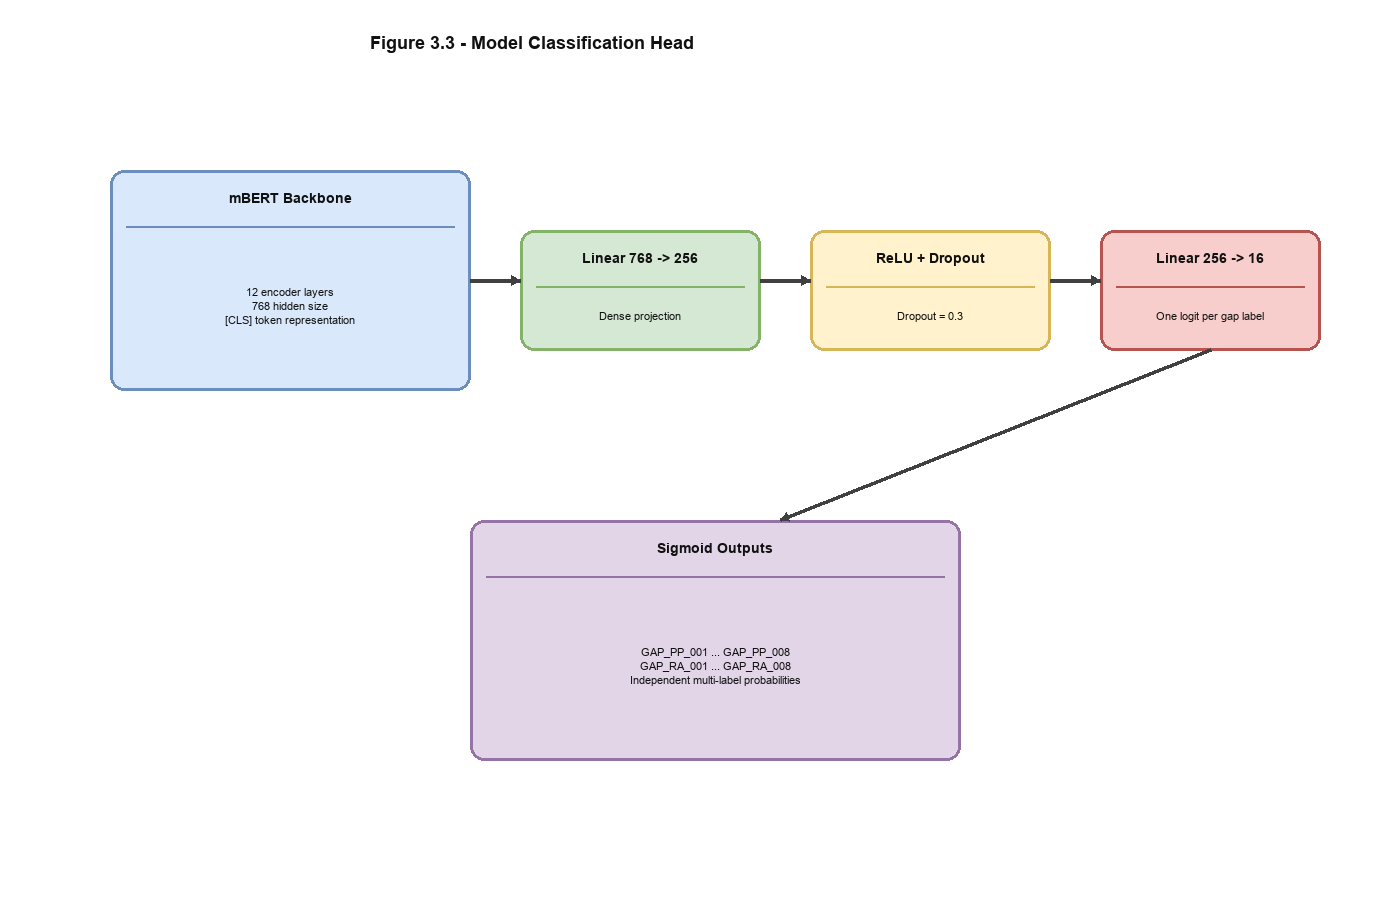 Figure 3.3 - Model Classification Head
mBERT Backbone
12 encoder layers
768 hidden size
[CLS] token representation
Linear 768 -> 256
Dense projection
ReLU + Dropout
Dropout = 0.3
Linear 256 -> 16
One logit per gap label
Sigmoid Outputs
GAP_PP_001 ... GAP_PP_008
GAP_RA_001 ... GAP_RA_008
Independent multi-label probabilities